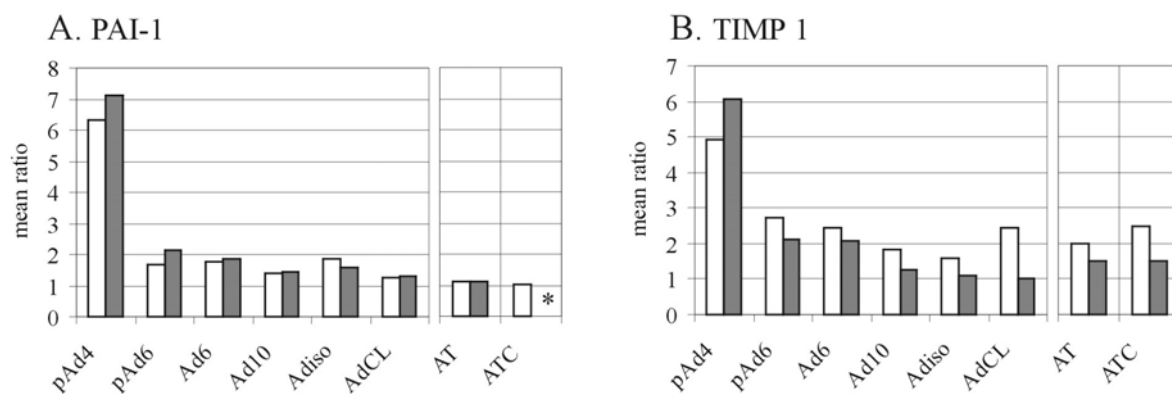 A. PAI-1
mean ratio
8
7
6
5
4
3
2
1
0
pAd4
pAd6
Ad6
Ad10
Adiso
AdCL
AT
ATC
*
B. TIMP 1
mean ratio
7
6
5
4
3
2
1
0
pAd4
pAd6
Ad6
Ad10
Adiso
AdCL
AT
ATC